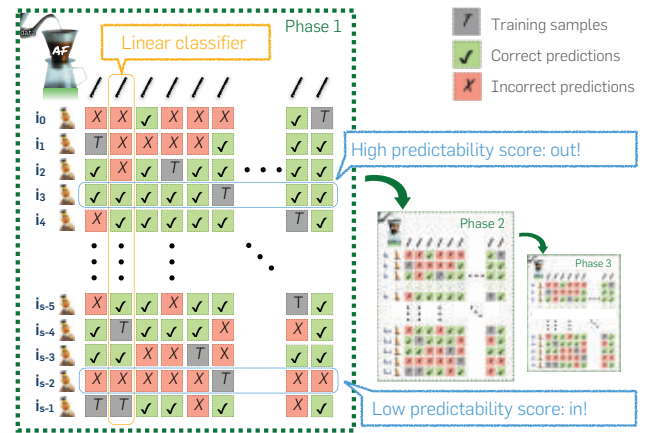 Phase 1
data
AF
Linear classifier
T Training samples
✓ Correct predictions
X Incorrect predictions
i0 X X ✓ X X X ✓ T
i1 T X X X X ✓ ✓ ✓
i2 ✓ X ✓ T ✓ ✓ • • • ✓ ✓
i3 ✓ ✓ ✓ ✓ ✓ T ✓ ✓
i4 X ✓ ✓ ✓ ✓ ✓ T ✓
High predictability score: out!
is-5 X ✓ ✓ X ✓ ✓ T ✓
is-4 ✓ T ✓ ✓ ✓ X X ✓
is-3 ✓ ✓ X X T X ✓ ✓
is-2 X X X X X T X X
is-1 T T ✓ ✓ X ✓ X ✓
Low predictability score: in!
Phase 2
Phase 3